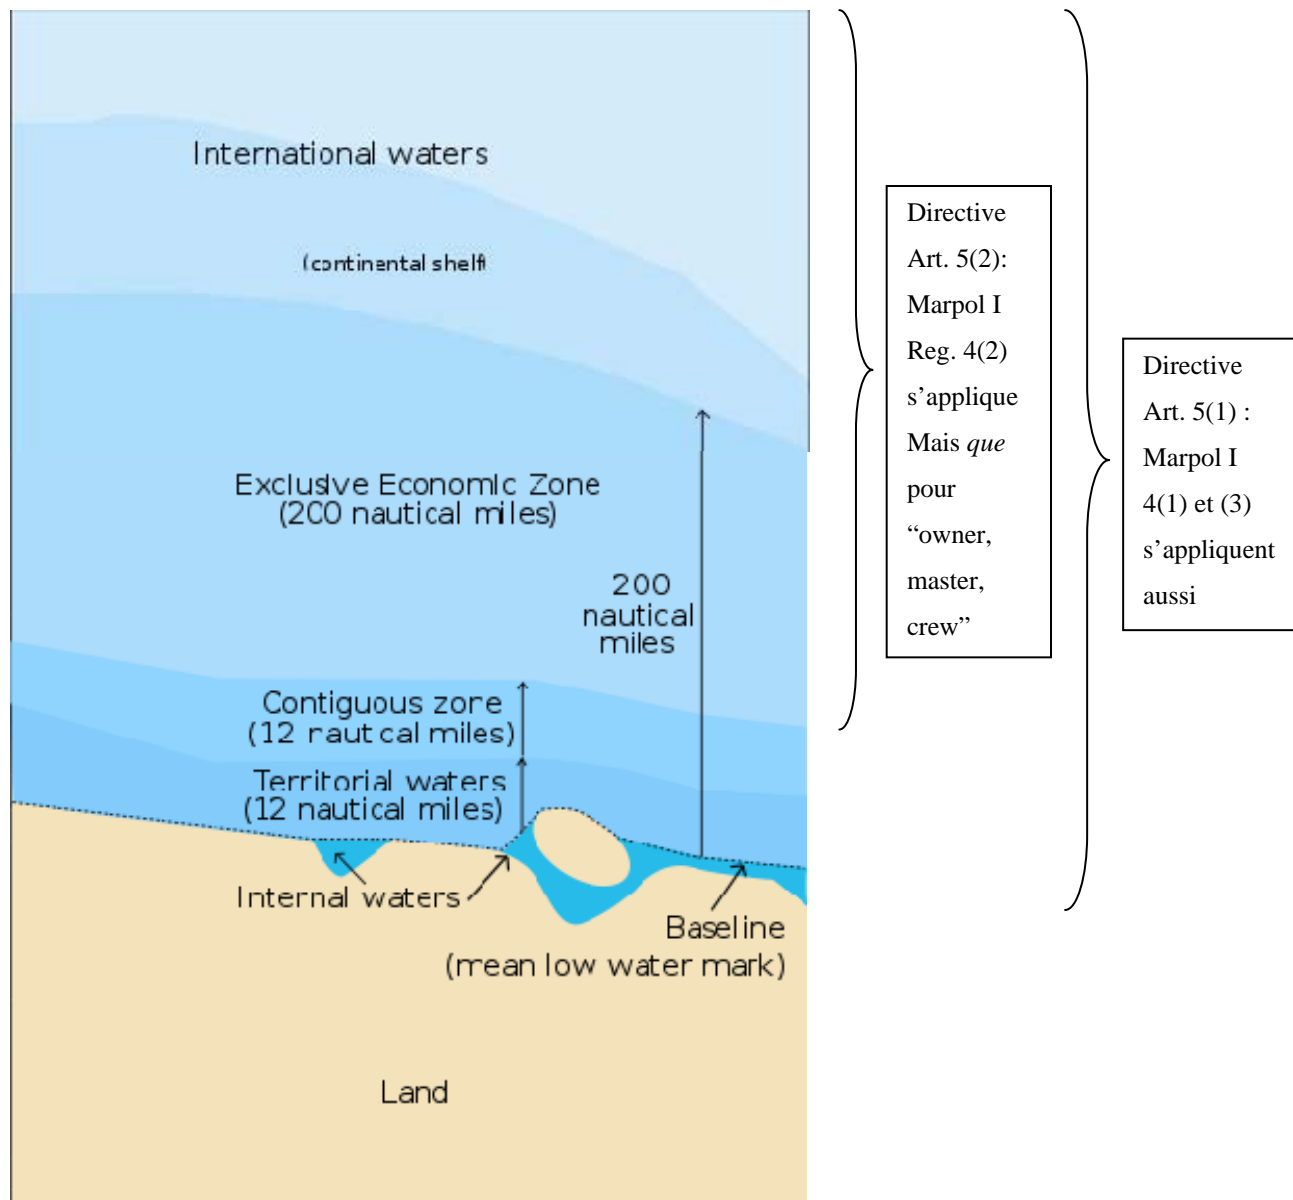 International waters
(continental shelf)
Exclusive Economic Zone
(200 nautical miles)
200
nautical
miles
Contiguous zone
(12 nautical miles)
Territorial waters
(12 nautical miles)
Internal waters
Baseline
(mean low water mark)
Land
Directive
Art. 5(2):
Marpol I
Reg. 4(2)
s’applique
Mais que
pour
“owner,
master,
crew”
Directive
Art. 5(1) :
Marpol I
4(1) et (3)
s’appliquent
aussi